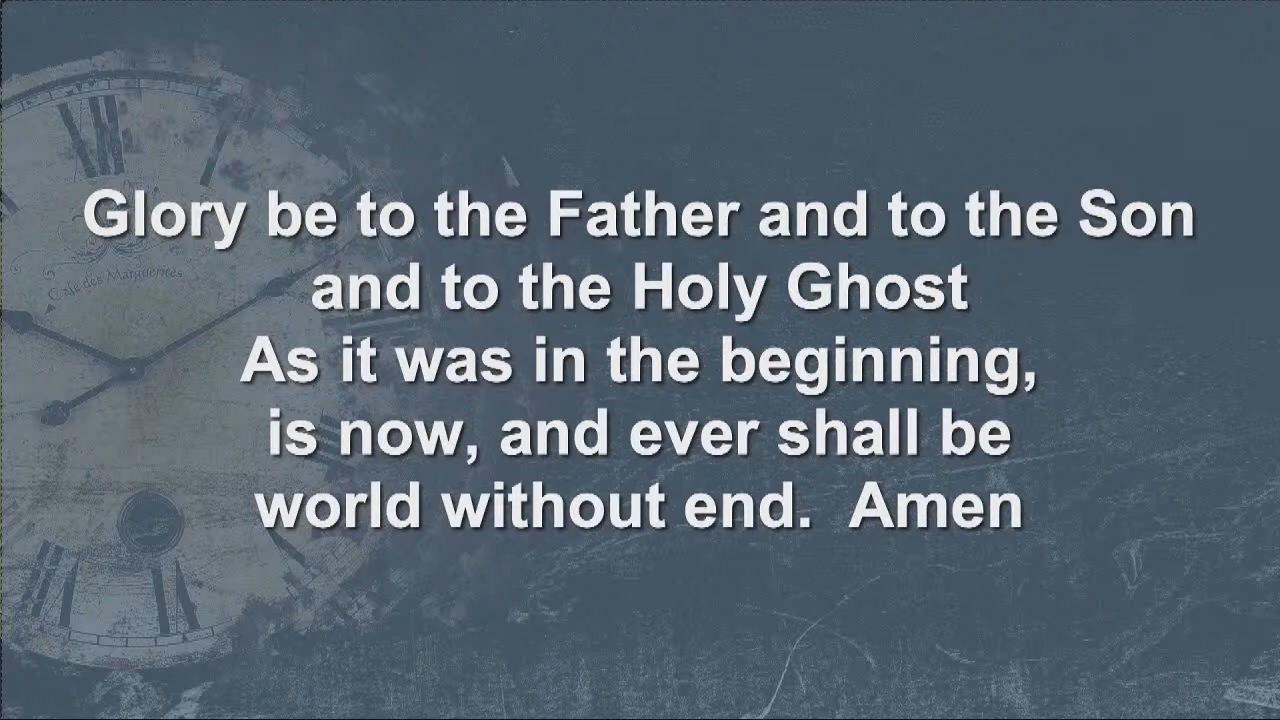 Glory be to the Father and to the Son
and to the Holy Ghost
As it was in the beginning,
is now, and ever shall be
world without end.  Amen